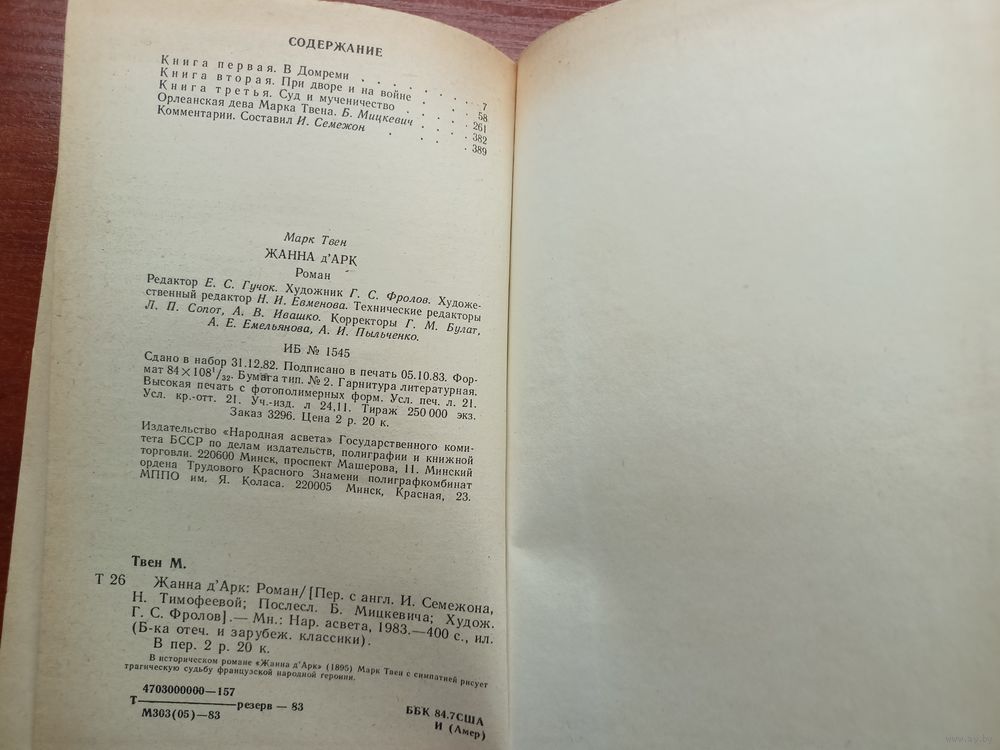 СОДЕРЖАНИЕ
Книга первая. В Домреми . . . . . . . . 7
Книга вторая. При дворе и на войне . . . . 58
Книга третья. Суд и мученичество . . . . . 261
Орлеанская дева Марка Твена. Б. Мицкевич . . . . 382
Комментарии. Составил И. Семежон . . . . 389
Марк Твен
ЖАННА д'АРК
Роман
Редактор Е. С. Гучок. Художник Г. С. Фролов. Художе-
ственный редактор Н. И. Евменова. Технические редакторы
Л. П. Сопот, А. В. Ивашко. Корректоры Г. М. Булат,
А. Е. Емельянова, А. И. Пыльченко.
ИБ № 1545
Сдано в набор 31.12.82. Подписано в печать 05.10.83. Фор-
мат 84×108¹/₃₂. Бумага тип. № 2. Гарнитура литературная.
Высокая печать с фотополимерных форм. Усл. печ. л. 21.
Усл. кр.-отт. 21. Уч.-изд. л 24,11. Тираж 250 000 экз.
Заказ 3296. Цена 2 р. 20 к.
Издательство «Народная асвета» Государственного коми-
тета БССР по делам издательств, полиграфии и книжной
торговли. 220600 Минск, проспект Машерова, 11. Минский
ордена Трудового Красного Знамени полиграфкомбинат
МППО им. Я. Коласа. 220005 Минск, Красная, 23.
Твен М.
Т 26 Жанна д'Арк: Роман/[Пер. с англ. И. Семежона,
Н. Тимофеевой; Послесл. Б. Мицкевича; Худож.
Г. С. Фролов].— Мн.: Нар. асвета, 1983.—400 с., ил.
(Б-ка отеч. и зарубеж. классики).
В пер. 2 р. 20 к.
В историческом романе «Жанна д'Арк» (1895) Марк Твен с симпатией рисует
трагическую судьбу французской народной героини.
4703000000—157
Т————резерв — 83
М303(05)—83
ББК 84.7США
И (Амер)
www.ay.by